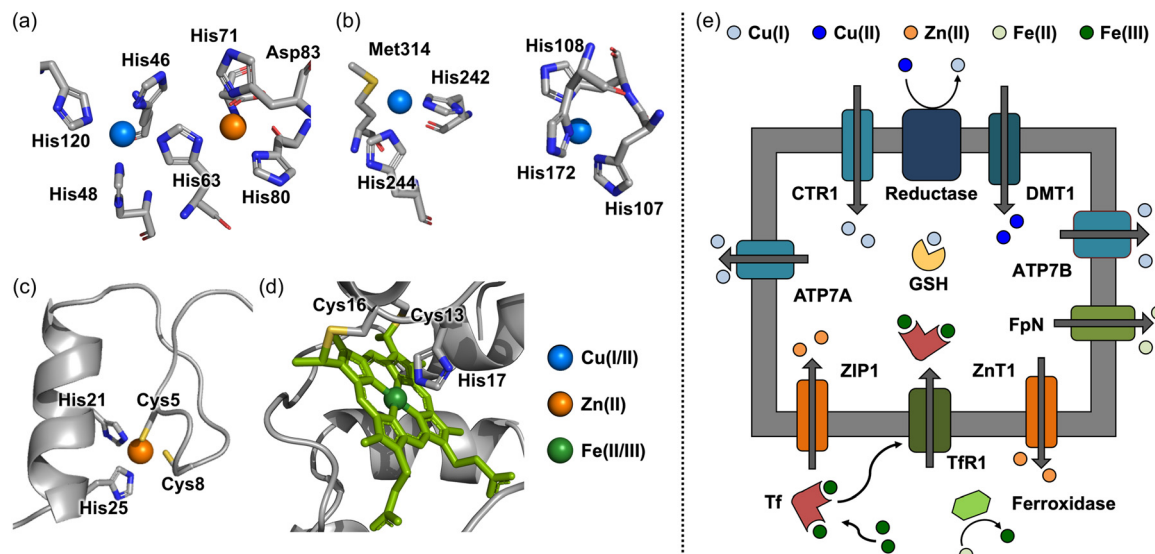 (a)
His46
His71
Asp83
His120
His48
His63
His80
(b)
Met314
His242
His108
His244
His172
His107
(c)
His21
Cys5
His25
Cys8
(d)
Cys16
Cys13
His17
Cu(I/II)
Zn(II)
Fe(II/III)
(e)
Cu(I) Cu(II) Zn(II) Fe(II) Fe(III)
CTR1 Reductase DMT1
ATP7A
GSH
ATP7B
FpN
ZIP1
ZnT1
TfR1
Tf
Ferroxidase